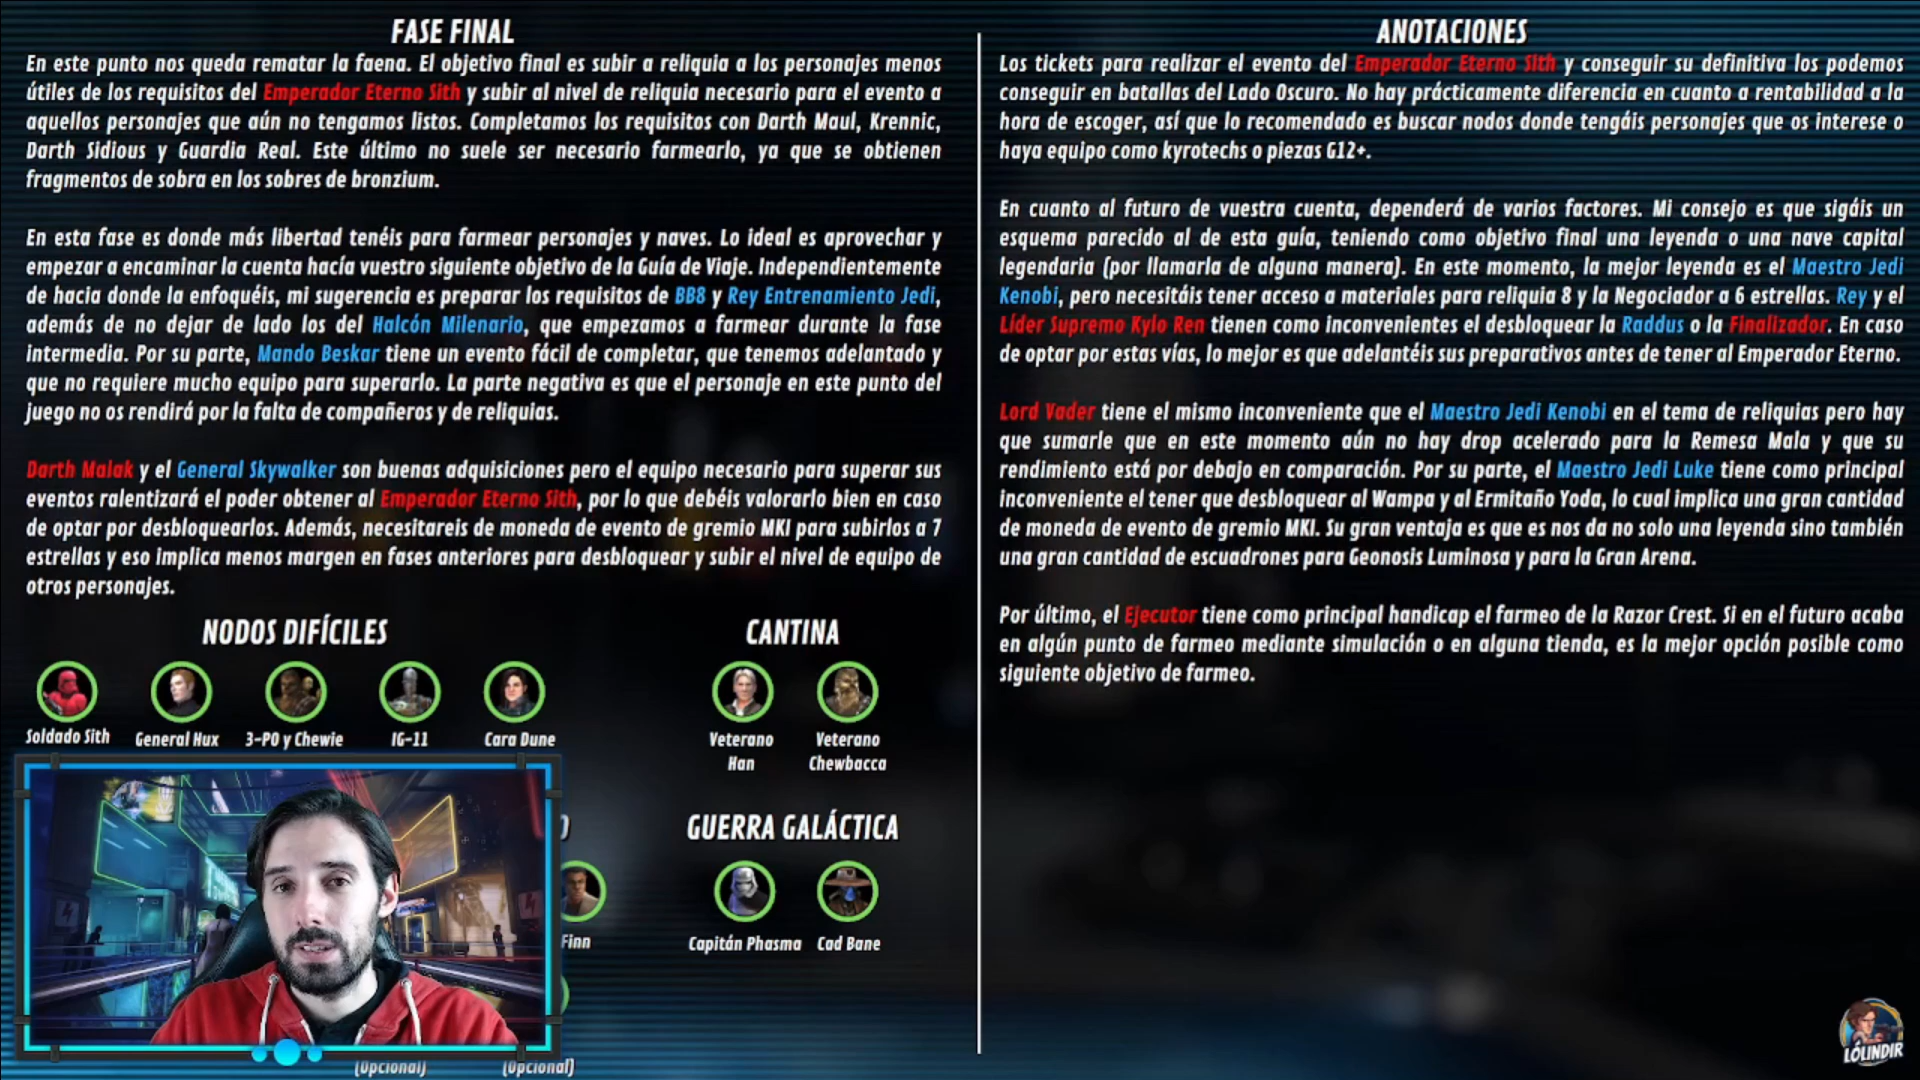 FASE FINAL
En este punto nos queda rematar la faena. El objetivo final es subir a reliquia a los personajes menos
útiles de los requisitos del Emperador Eterno Sith y subir al nivel de reliquia necesario para el evento a
aquellos personajes que aún no tengamos listos. Completamos los requisitos con Darth Maul, Krennic,
Darth Sidious y Guardia Real. Este último no suele ser necesario farmearlo, ya que se obtienen
fragmentos de sobra en los sobres de bronzium.
En esta fase es donde más libertad tenéis para farmear personajes y naves. Lo ideal es aprovechar y
empezar a encaminar la cuenta hacía vuestro siguiente objetivo de la Guía de Viaje. Independientemente
de hacia donde la enfoquéis, mi sugerencia es preparar los requisitos de BB8 y Rey Entrenamiento Jedi,
además de no dejar de lado los del Halcón Milenario, que empezamos a farmear durante la fase
intermedia. Por su parte, Mando Beskar tiene un evento fácil de completar, que tenemos adelantado y
que no requiere mucho equipo para superarlo. La parte negativa es que el personaje en este punto del
juego no os rendirá por la falta de compañeros y de reliquias.
Darth Malak y el General Skywalker son buenas adquisiciones pero el equipo necesario para superar sus
eventos ralentizará el poder obtener al Emperador Eterno Sith, por lo que debéis valorarlo bien en caso
de optar por desbloquearlos. Además, necesitareis de moneda de evento de gremio MKI para subirlos a 7
estrellas y eso implica menos margen en fases anteriores para desbloquear y subir el nivel de equipo de
otros personajes.
NODOS DIFÍCILES
Soldado Sith
General Hux
3-PO y Chewie
IG-11
Cara Dune
CANTINA
Veterano
Han
Veterano
Chewbacca
Finn
GUERRA GALÁCTICA
Capitán Phasma
Cad Bane
(Opcional)
(Opcional)
ANOTACIONES
Los tickets para realizar el evento del Emperador Eterno Sith y conseguir su definitiva los podemos
conseguir en batallas del Lado Oscuro. No hay prácticamente diferencia en cuanto a rentabilidad a la
hora de escoger, así que lo recomendado es buscar nodos donde tengáis personajes que os interese o
haya equipo como kyrotechs o piezas G12+.
En cuanto al futuro de vuestra cuenta, dependerá de varios factores. Mi consejo es que sigáis un
esquema parecido al de esta guía, teniendo como objetivo final una leyenda o una nave capital
legendaria (por llamarla de alguna manera). En este momento, la mejor leyenda es el Maestro Jedi
Kenobi, pero necesitáis tener acceso a materiales para reliquia 8 y la Negociador a 6 estrellas. Rey y el
Líder Supremo Kylo Ren tienen como inconvenientes el desbloquear la Raddus o la Finalizador. En caso
de optar por estas vías, lo mejor es que adelantéis sus preparativos antes de tener al Emperador Eterno.
Lord Vader tiene el mismo inconveniente que el Maestro Jedi Kenobi en el tema de reliquias pero hay
que sumarle que en este momento aún no hay drop acelerado para la Remesa Mala y que su
rendimiento está por debajo en comparación. Por su parte, el Maestro Jedi Luke tiene como principal
inconveniente el tener que desbloquear al Wampa y al Ermitaño Yoda, lo cual implica una gran cantidad
de moneda de evento de gremio MKI. Su gran ventaja es que es nos da no solo una leyenda sino también
una gran cantidad de escuadrones para Geonosis Luminosa y para la Gran Arena.
Por último, el Ejecutor tiene como principal handicap el farmeo de la Razor Crest. Si en el futuro acaba
en algún punto de farmeo mediante simulación o en alguna tienda, es la mejor opción posible como
siguiente objetivo de farmeo.
LÓLINDIR